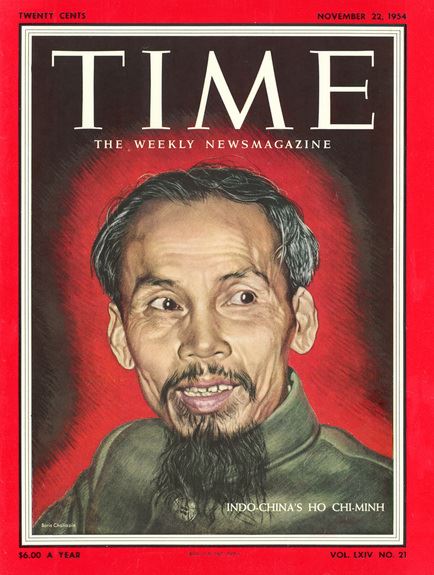 TWENTY CENTS NOVEMBER 22, 1954
TIME
THE WEEKLY NEWSMAGAZINE
INDO-CHINA'S HO CHI-MINH
Boris Chaliapin
$6.00 A YEAR VOL. LXIV NO. 21